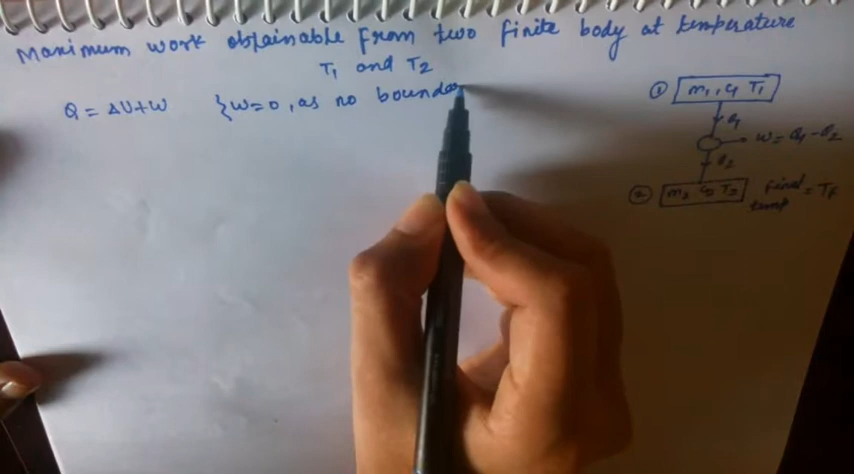 Maximum work obtainable from two finite body at temperature
T1 and T2
Q = ΔU+W {W=0, as no bounda
① m1, c1 T1
Q1
W = Q1 - Q2
Q2
② m2 c2 T2 final temp = Tf